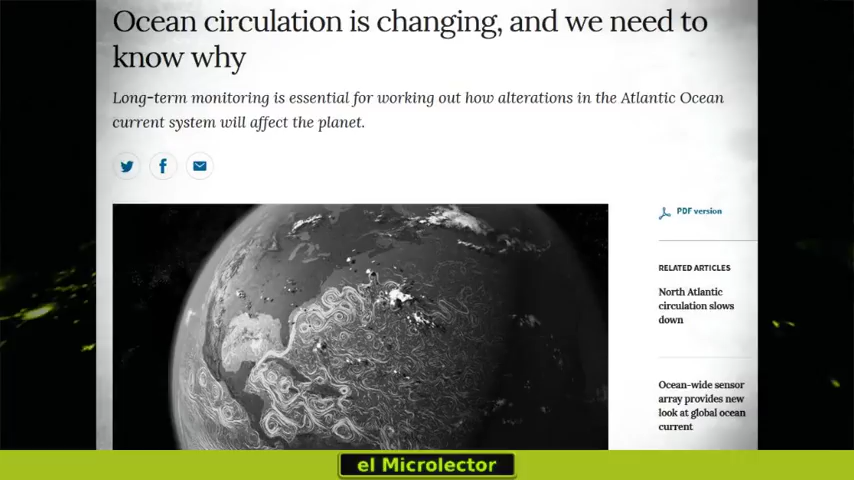 Ocean circulation is changing, and we need to
know why
Long-term monitoring is essential for working out how alterations in the Atlantic Ocean
current system will affect the planet.
PDF version
RELATED ARTICLES
North Atlantic
circulation slows
down
Ocean-wide sensor
array provides new
look at global ocean
current
el Microlector